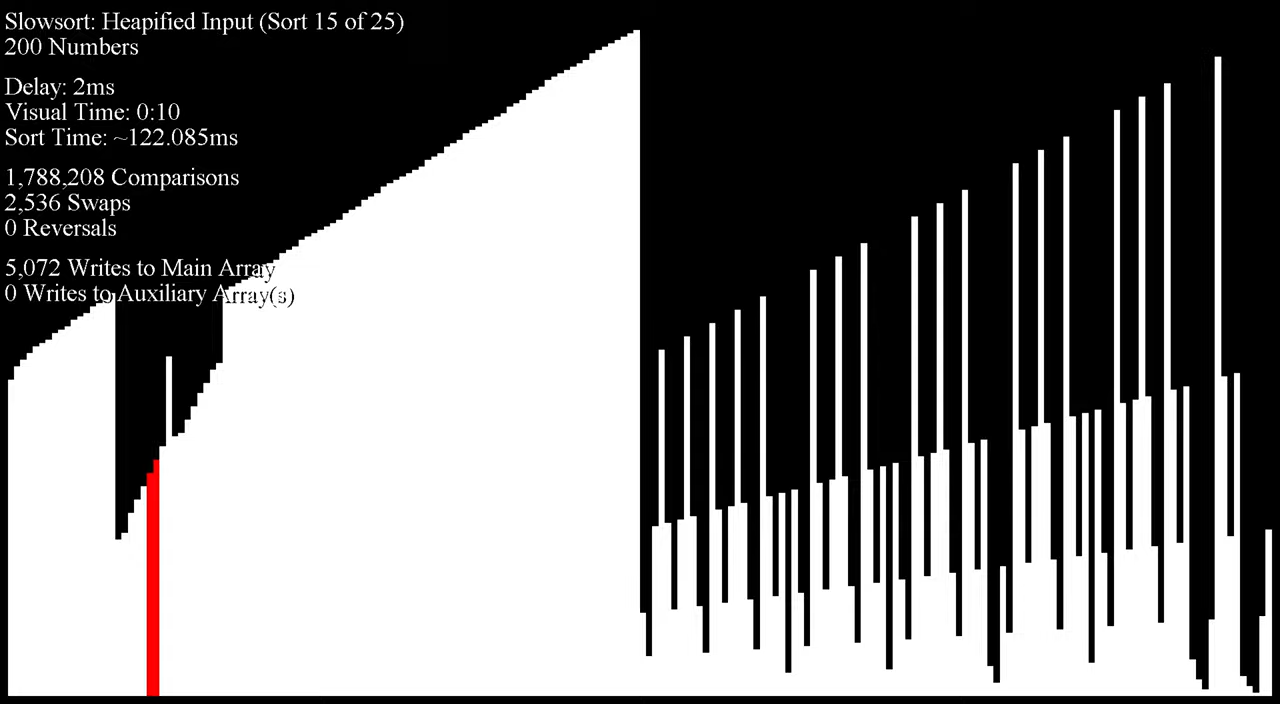 Slowsort: Heapified Input (Sort 15 of 25)
200 Numbers
Delay: 2ms
Visual Time: 0:10
Sort Time: ~122.085ms
1,788,208 Comparisons
2,536 Swaps
0 Reversals
5,072 Writes to Main Array
0 Writes to Auxiliary Array(s)